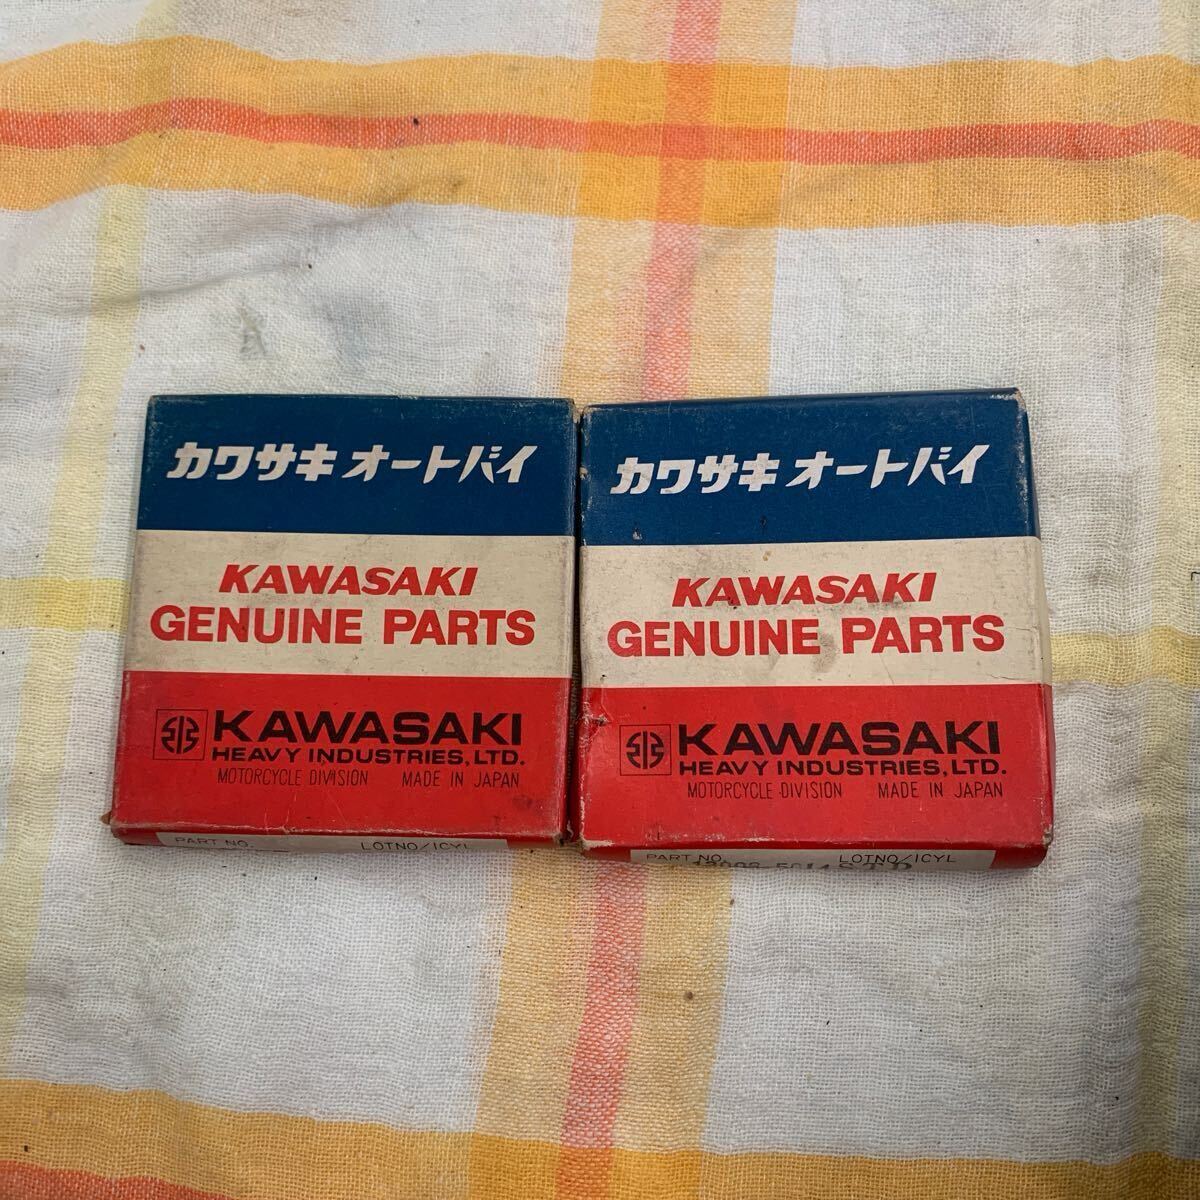 カワサキ オートバイ
KAWASAKI
GENUINE PARTS
KAWASAKI
HEAVY INDUSTRIES, LTD.
MOTORCYCLE DIVISION MADE IN JAPAN
PART NO. LOTNO/1CYL
カワサキ オートバイ
KAWASAKI
GENUINE PARTS
KAWASAKI
HEAVY INDUSTRIES, LTD.
MOTORCYCLE DIVISION MADE IN JAPAN
PART NO. LOTNO/1CYL